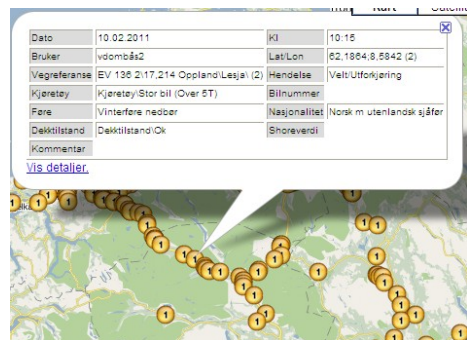 Kart
Dato 10.02.2011 Kl 10:15
Bruker vdombås2 Lat/Lon 62,1864;8,5842 (2)
Vegreferanse EV 136 2\17,214 Oppland\Lesja\ (2) Hendelse Velt/Utforkjøring
Kjøretøy Kjøretøy\Stor bil (Over 5T) Bilnummer
Føre Vinterføre nedbør Nasjonalitet Norsk m utenlandsk sjåfør
Dekktilstand Dekktilstand\Ok Shoreverdi
Kommentar
Vis detaljer.